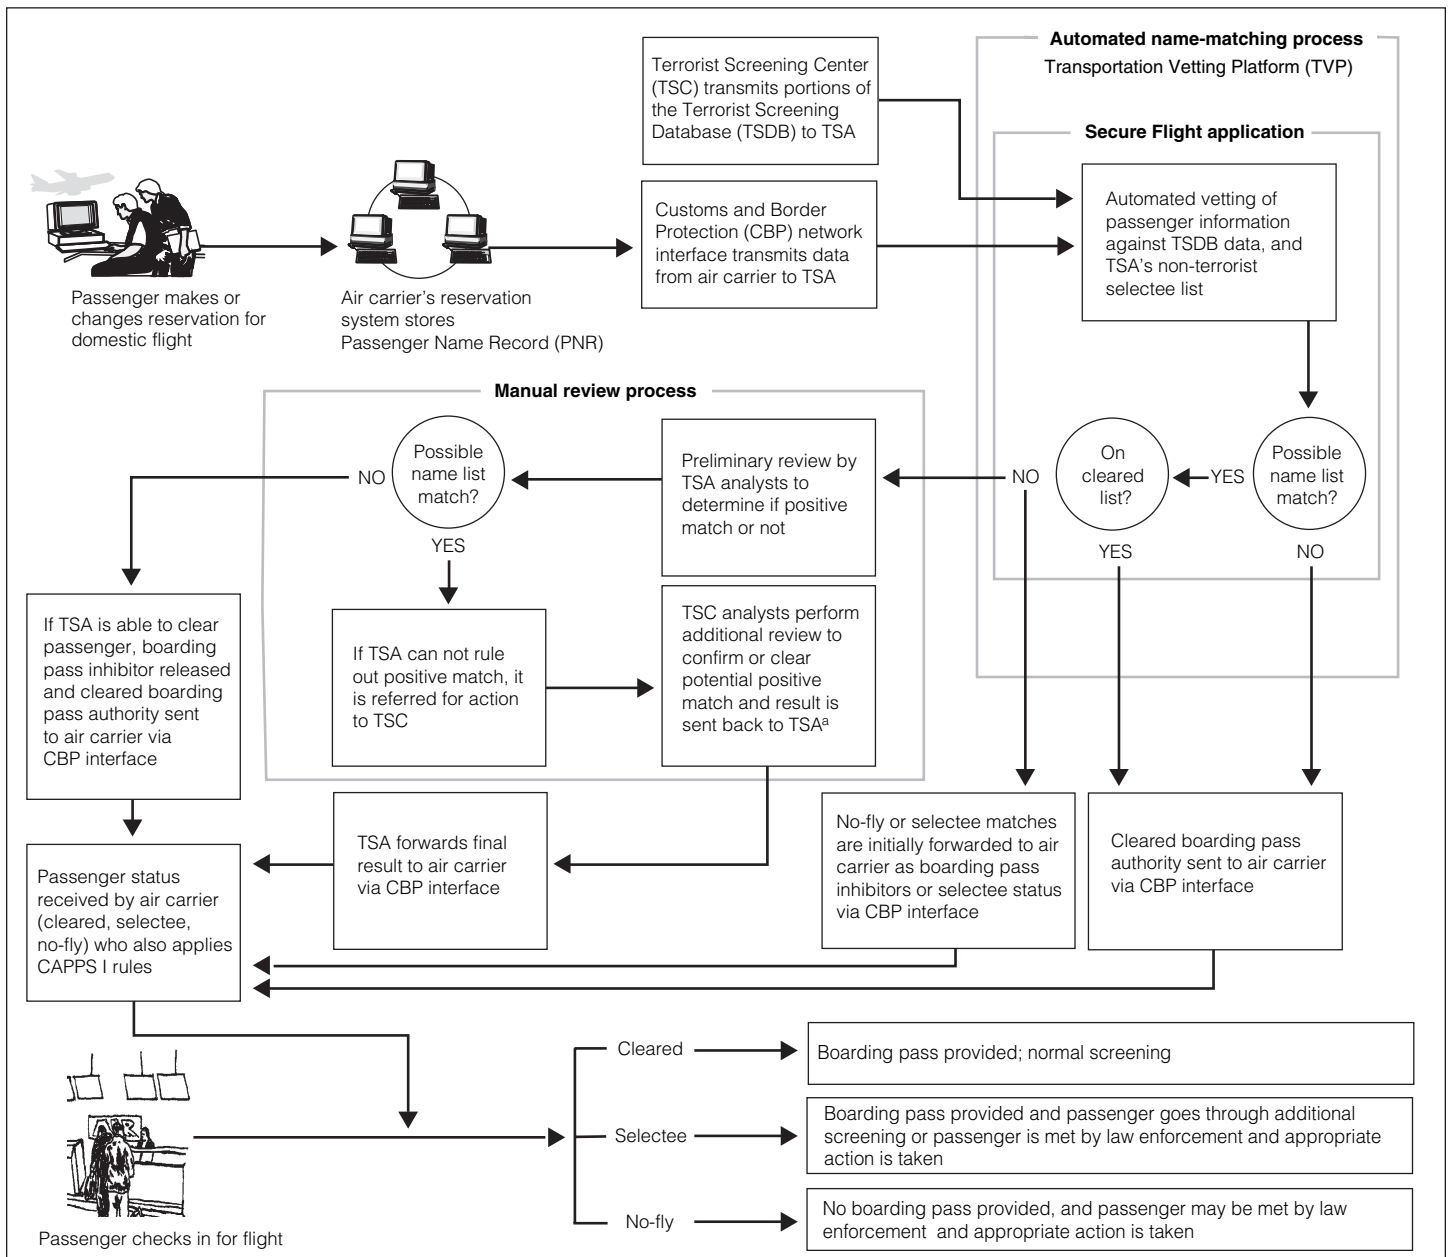 Automated name-matching process
Transportation Vetting Platform (TVP)
Terrorist Screening Center
(TSC) transmits portions of
the Terrorist Screening
Database (TSDB) to TSA
Secure Flight application
Customs and Border
Protection (CBP) network
interface transmits data
from air carrier to TSA
Automated vetting of
passenger information
against TSDB data, and
TSA's non-terrorist
selectee list
Passenger makes or
changes reservation for
domestic flight
Air carrier's reservation
system stores
Passenger Name Record (PNR)
Manual review process
Possible
name list
match?
YES
NO
On
cleared
list?
YES
NO
Preliminary review by
TSA analysts to
determine if positive
match or not
Possible
name list
match?
NO
YES
If TSA is able to clear
passenger, boarding
pass inhibitor released
and cleared boarding
pass authority sent
to air carrier via
CBP interface
If TSA can not rule
out positive match, it
is referred for action
to TSC
TSC analysts perform
additional review to
confirm or clear
potential positive
match and result is
sent back to TSAa
TSA forwards final
result to air carrier
via CBP interface
No-fly or selectee matches
are initially forwarded to air
carrier as boarding pass
inhibitors or selectee status
via CBP interface
Cleared boarding pass
authority sent to air carrier
via CBP interface
Passenger status
received by air carrier
(cleared, selectee,
no-fly) who also applies
CAPPS I rules
Passenger checks in for flight
Cleared
Boarding pass provided; normal screening
Selectee
Boarding pass provided and passenger goes through additional
screening or passenger is met by law enforcement and appropriate
action is taken
No-fly
No boarding pass provided, and passenger may be met by law
enforcement and appropriate action is taken